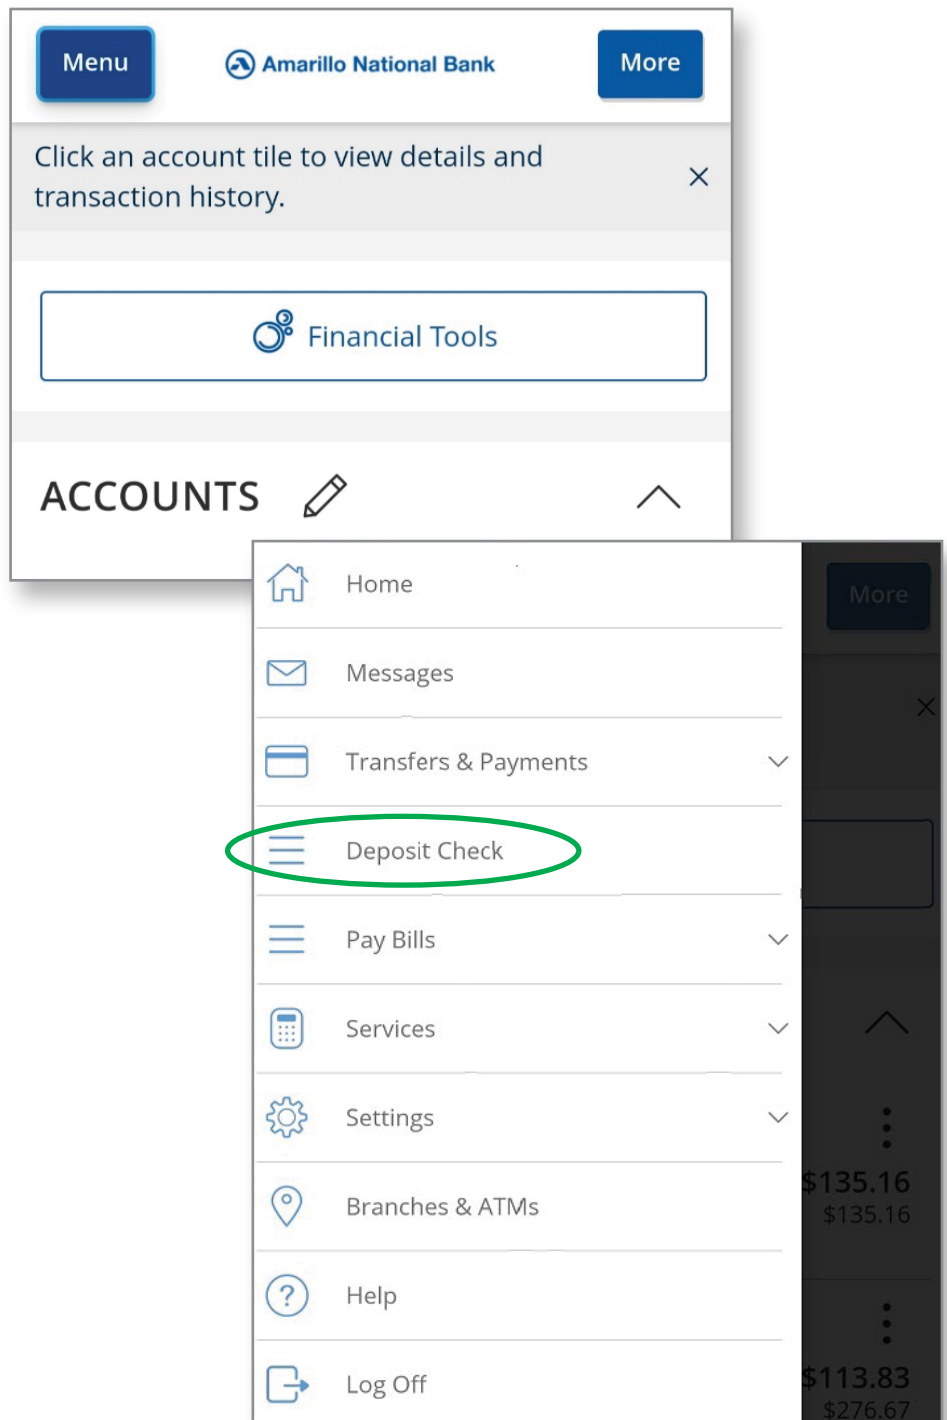 Menu
Amarillo National Bank
More
Click an account tile to view details and
transaction history.
Financial Tools
ACCOUNTS
Home
More
Messages
Transfers & Payments
Deposit Check
Pay Bills
Services
Settings
$135.16
Branches & ATMs
$135.16
Help
$113.83
Log Off
$276.67